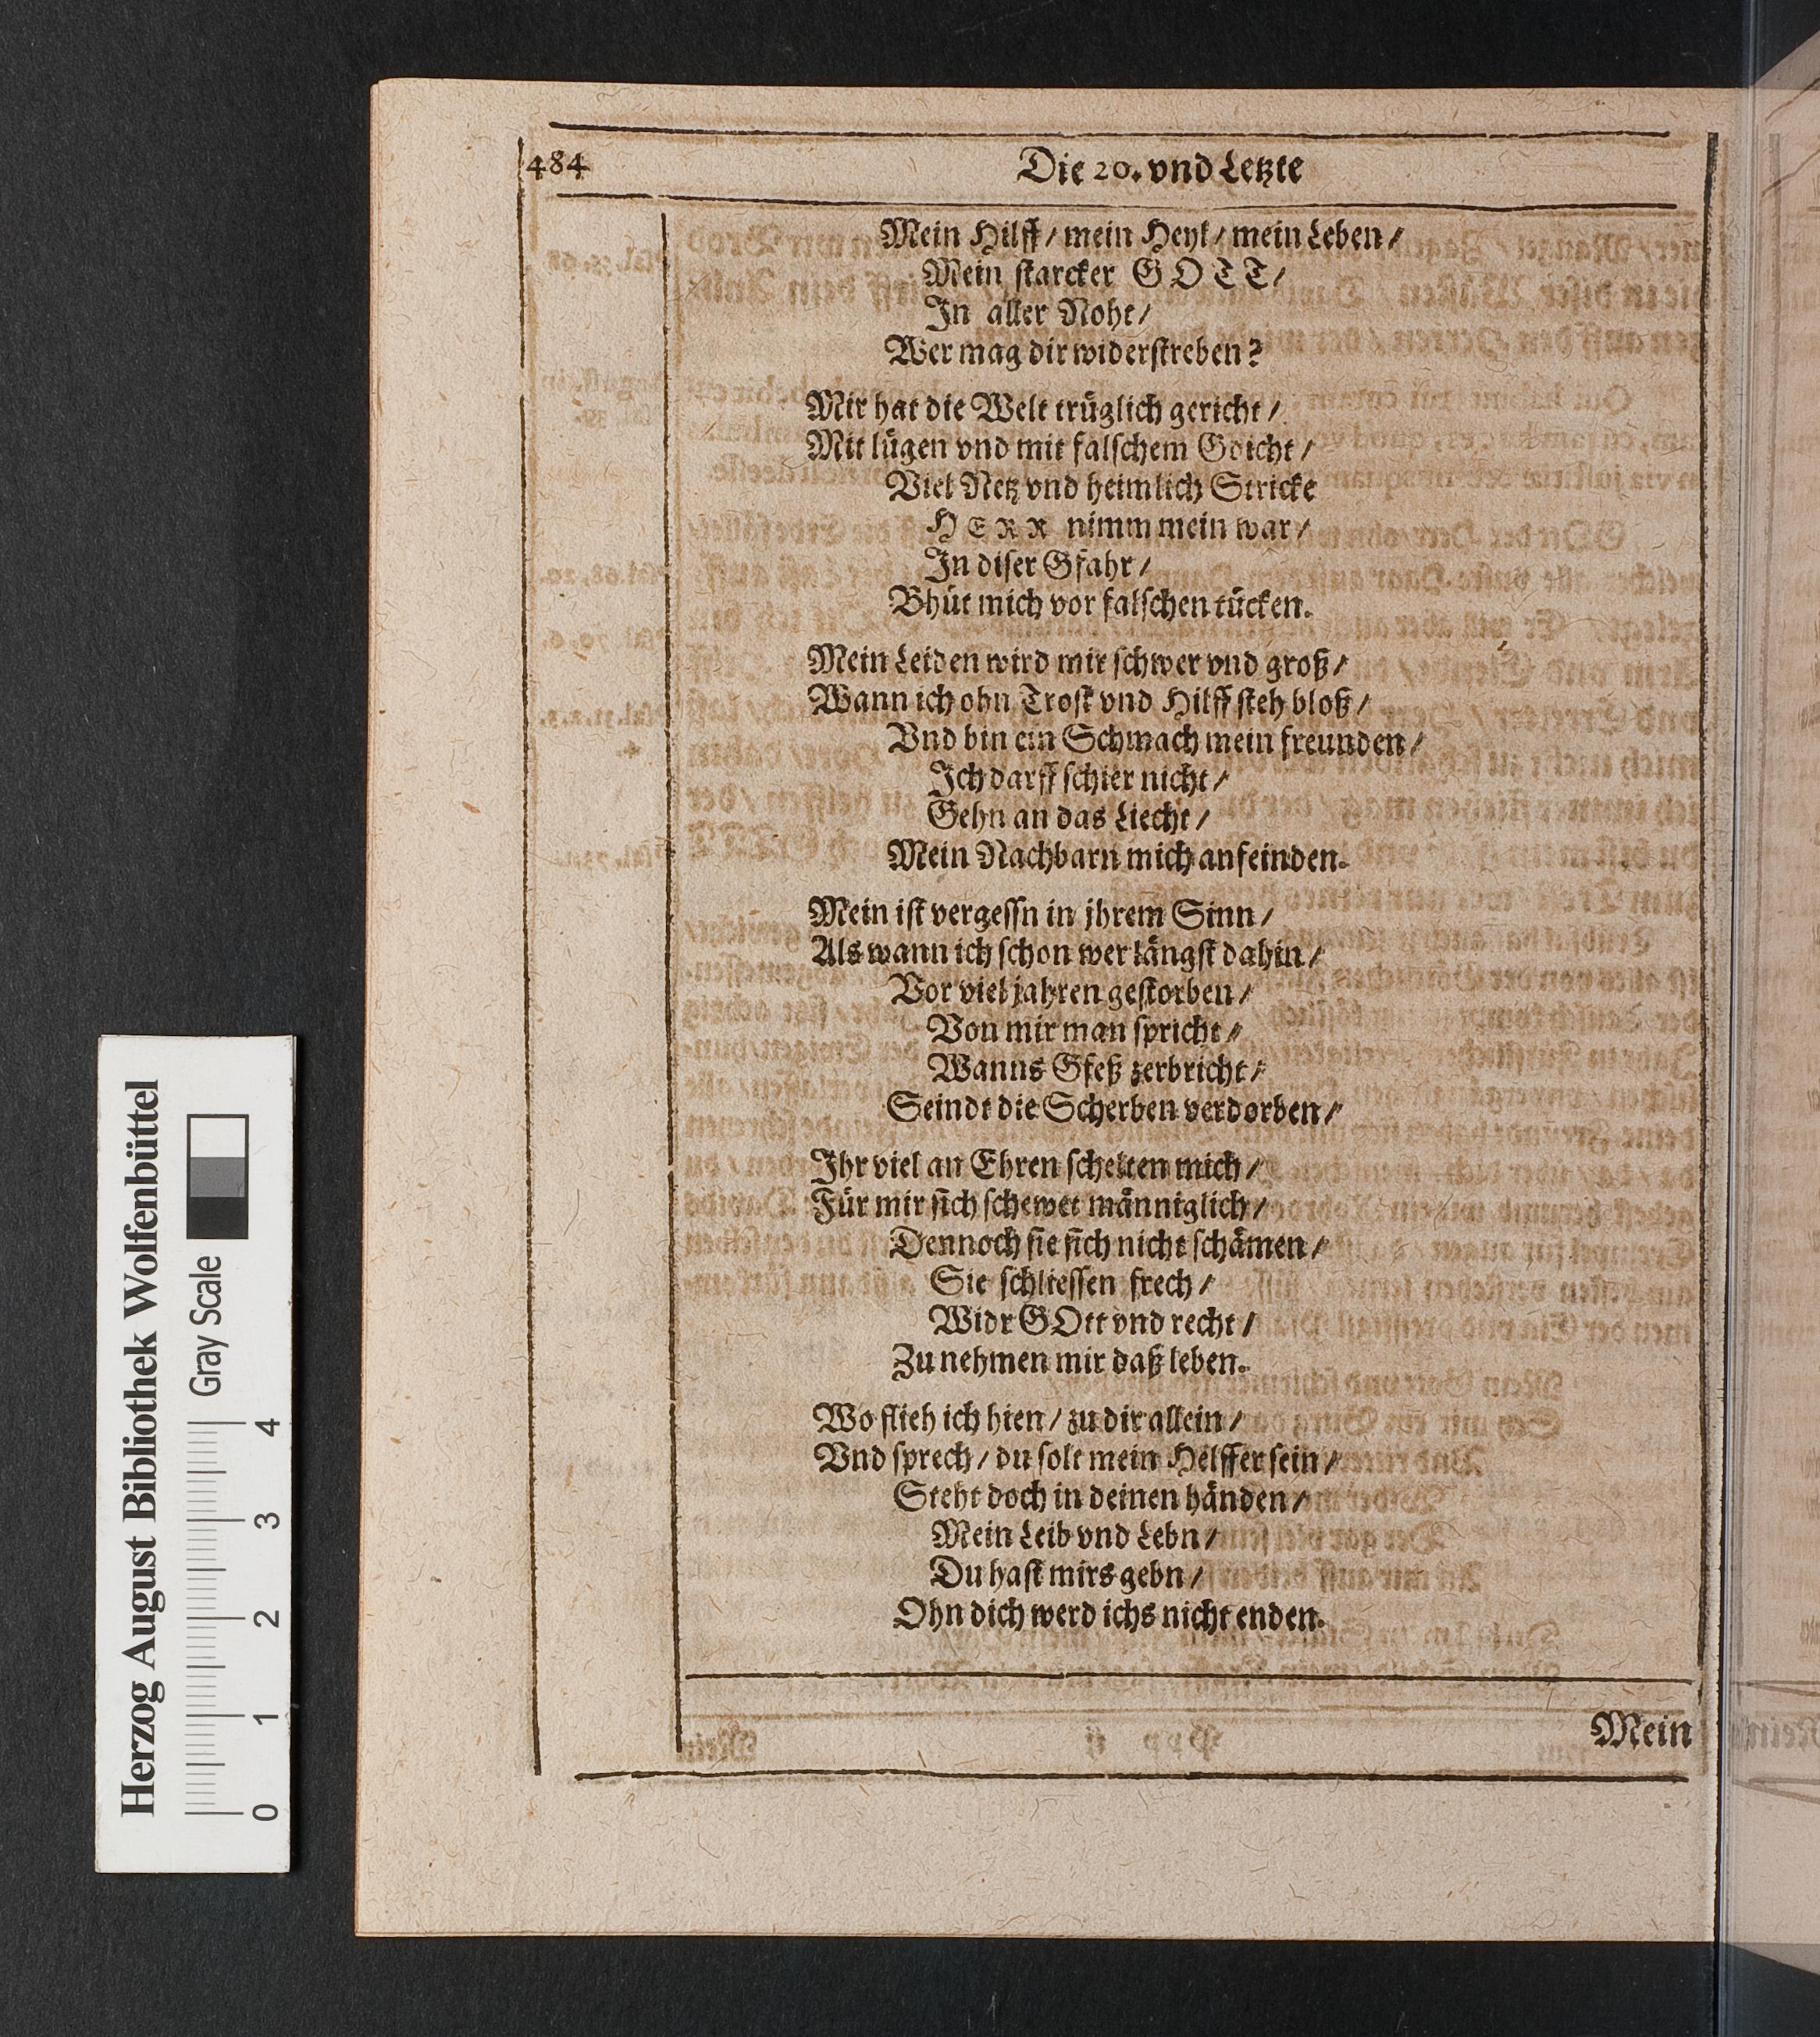 484
Die 20. vnd Letzte
Mein Hilff / mein Heyl / mein Leben /
Mein starcker GOTT /
In aller Noht /
Wer mag dir widerstreben?
Mir hat die Welt trüglich gericht /
Mit lügen vnd mit falschem Gdicht /
Viel Netz vnd heimlich Stricke
HERR nimm mein war /
In diser Gfahr /
Bhüt mich vor falschen tücken.
Mein Leiden wird mir schwer vnd groß /
Wann ich ohn Trost vnd Hilff steh bloß /
Vnd bin ein Schmach mein freunden /
Ich darff schier nicht /
Gehn an das Liecht /
Mein Nachbarn mich anfeinden.
Mein ist vergessn in jhrem Sinn /
Als wann ich schon wer längst dahin /
Vor viel jahren gestorben /
Von mir man spricht /
Wanns Gfeß zerbricht /
Seindt die Scherben verdorben /
Ihr viel an Ehren schelten mich /
Für mir sich schewet männiglich /
Dennoch sie sich nicht schämen /
Sie schliessen frech /
Widr GOtt vnd recht /
Zu nehmen mir daß leben.
Wo flieh ich hien / zu dir allein /
Vnd sprech / du solt mein Helffer sein /
Steht doch in deinen händen /
Mein Leib vnd Lebn /
Du hast mirs gebn /
Ohn dich werd ichs nicht enden.
Mein
Herzog August Bibliothek Wolfenbüttel
Gray Scale
0 1 2 3 4